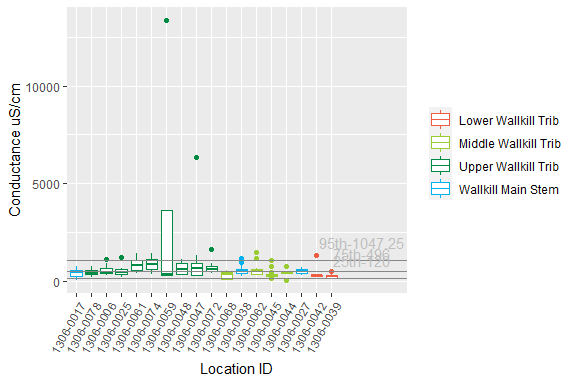 Conductance uS/cm
10000
5000
0
95th-1047.25
75th-496
25th-120
1306-0017
1306-0078
1306-0006
1306-0025
1306-0061
1306-0074
1306-0059
1306-0048
1306-0047
1306-0072
1306-0068
1306-0038
1306-0062
1306-0045
1306-0044
1306-0027
1306-0042
1306-0039
Location ID
Lower Wallkill Trib
Middle Wallkill Trib
Upper Wallkill Trib
Wallkill Main Stem